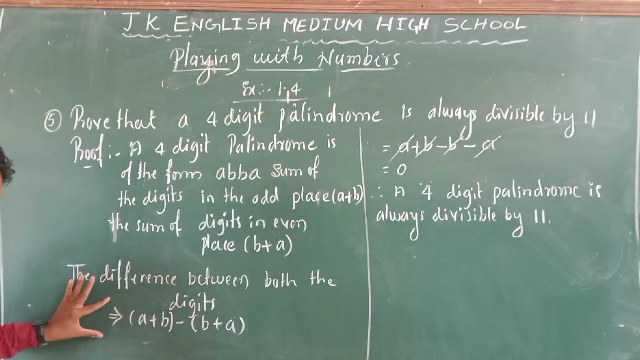 JK ENGLISH MEDIUM HIGH SCHOOL
Playing with Numbers.
Ex:- 1.4
⑤ Prove that a 4 digit palindrome is always divisible by 11
Proof:- A 4 digit Palindrome is
of the form abba sum of
the digits in the odd place (a+b)
the sum of digits in even
place (b+a)
The difference between both the
digits
⇒ (a+b) - (b+a)
= a+b-b-a
= 0
∴ A 4 digit palindrome is
always divisible by 11.